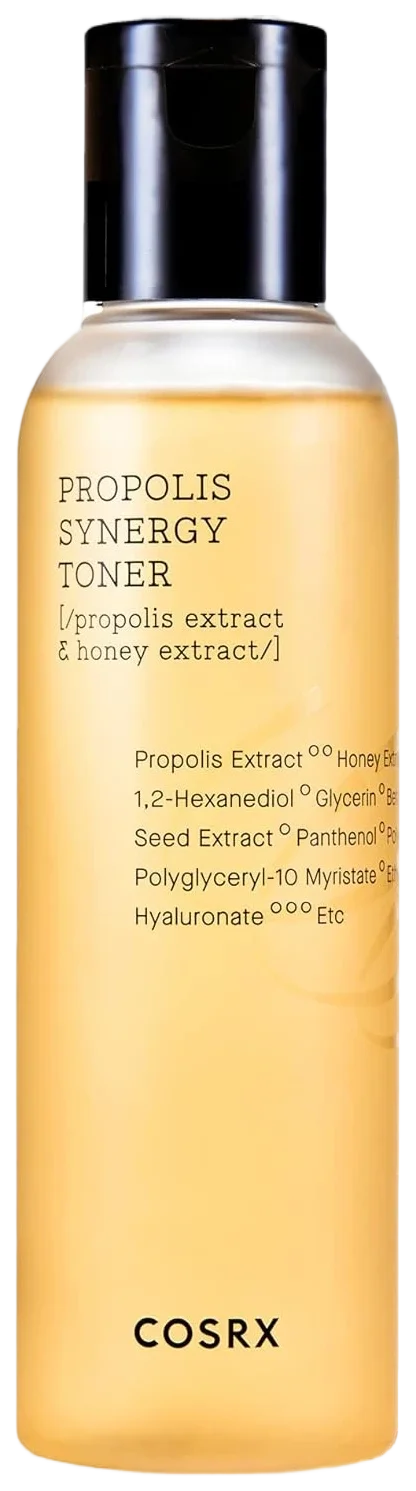 PROPOLIS
SYNERGY
TONER
[/propolis extract
& honey extract/]
Propolis Extract °° Honey
1,2-Hexanediol ° Glycerin °
Seed Extract ° Panthenol °
Polyglyceryl-10 Myristate °
Hyaluronate °°° Etc
COSRX